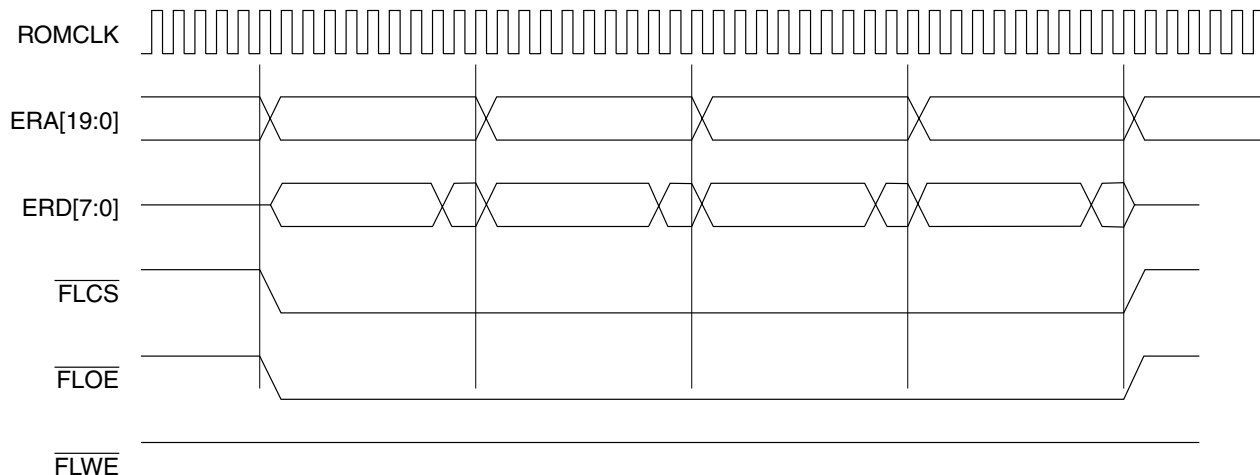 ROMCLK
ERA[19:0]
ERD[7:0]
FLCS
FLOE
FLWE